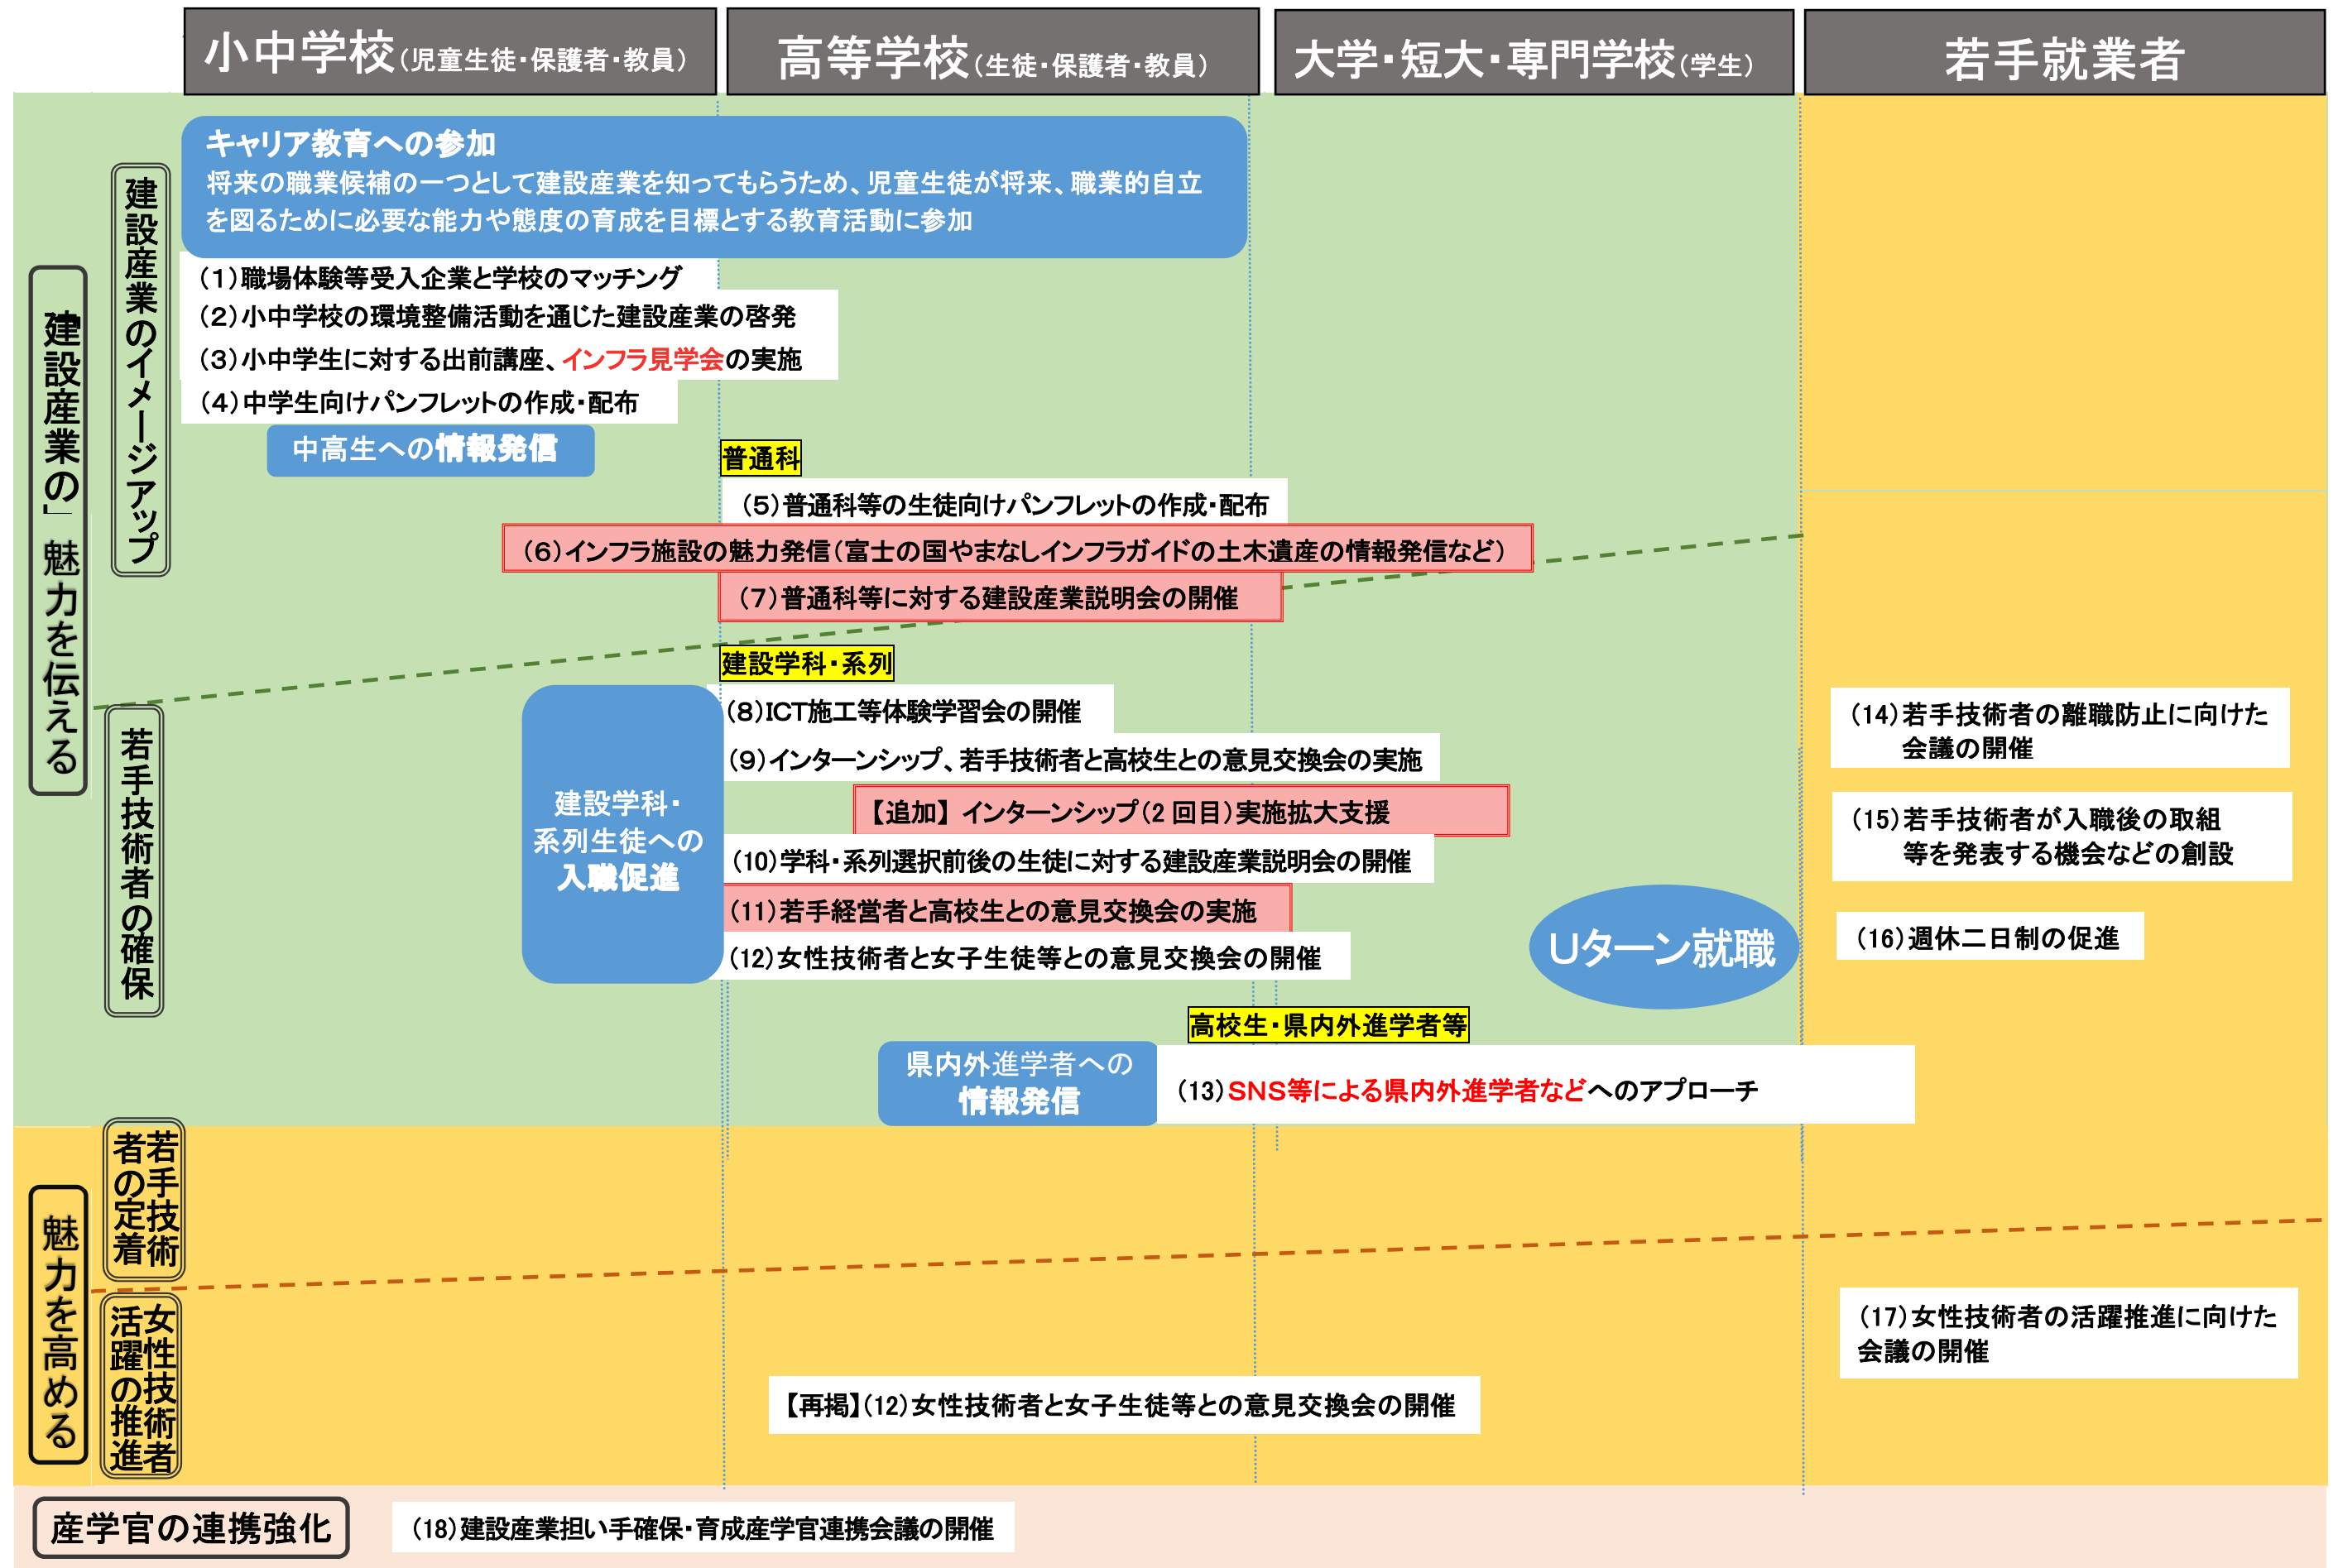 小中学校(児童生徒・保護者・教員)
高等学校(生徒・保護者・教員)
大学・短大・専門学校(学生)
若手就業者
建設産業の」魅力を伝える
建設産業のイメージアップ
キャリア教育への参加
将来の職業候補の一つとして建設産業を知ってもらうため、児童生徒が将来、職業的自立
を図るために必要な能力や態度の育成を目標とする教育活動に参加
(1)職場体験等受入企業と学校のマッチング
(2)小中学校の環境整備活動を通じた建設産業の啓発
(3)小中学生に対する出前講座、インフラ見学会の実施
(4)中学生向けパンフレットの作成・配布
中高生への情報発信
普通科
(5)普通科等の生徒向けパンフレットの作成・配布
(6)インフラ施設の魅力発信(富士の国やまなしインフラガイドの土木遺産の情報発信など)
(7)普通科等に対する建設産業説明会の開催
若手技術者の確保
建設学科・系列
建設学科・
系列生徒への
入職促進
(8)ICT施工等体験学習会の開催
(9)インターンシップ、若手技術者と高校生との意見交換会の実施
【追加】インターンシップ(2回目)実施拡大支援
(10)学科・系列選択前後の生徒に対する建設産業説明会の開催
(11)若手経営者と高校生との意見交換会の実施
(12)女性技術者と女子生徒等との意見交換会の開催
Uターン就職
高校生・県内外進学者等
県内外進学者への
情報発信
(13)SNS等による県内外進学者などへのアプローチ
(14)若手技術者の離職防止に向けた
会議の開催
(15)若手技術者が入職後の取組
等を発表する機会などの創設
(16)週休二日制の促進
魅力を高める
若手技術
者の定着
女性技術者
活躍の推進
(17)女性技術者の活躍推進に向けた
会議の開催
【再掲】(12)女性技術者と女子生徒等との意見交換会の開催
産学官の連携強化
(18)建設産業担い手確保・育成産学官連携会議の開催